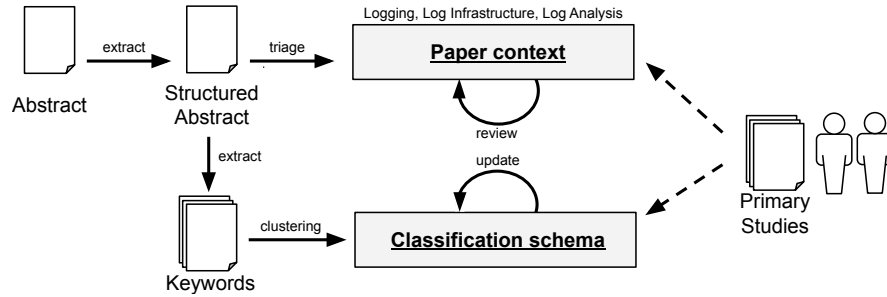 Logging, Log Infrastructure, Log Analysis
extract
triage
Paper context
Abstract
Structured
Abstract
review
extract
update
Primary
Studies
clustering
Classification schema
Keywords